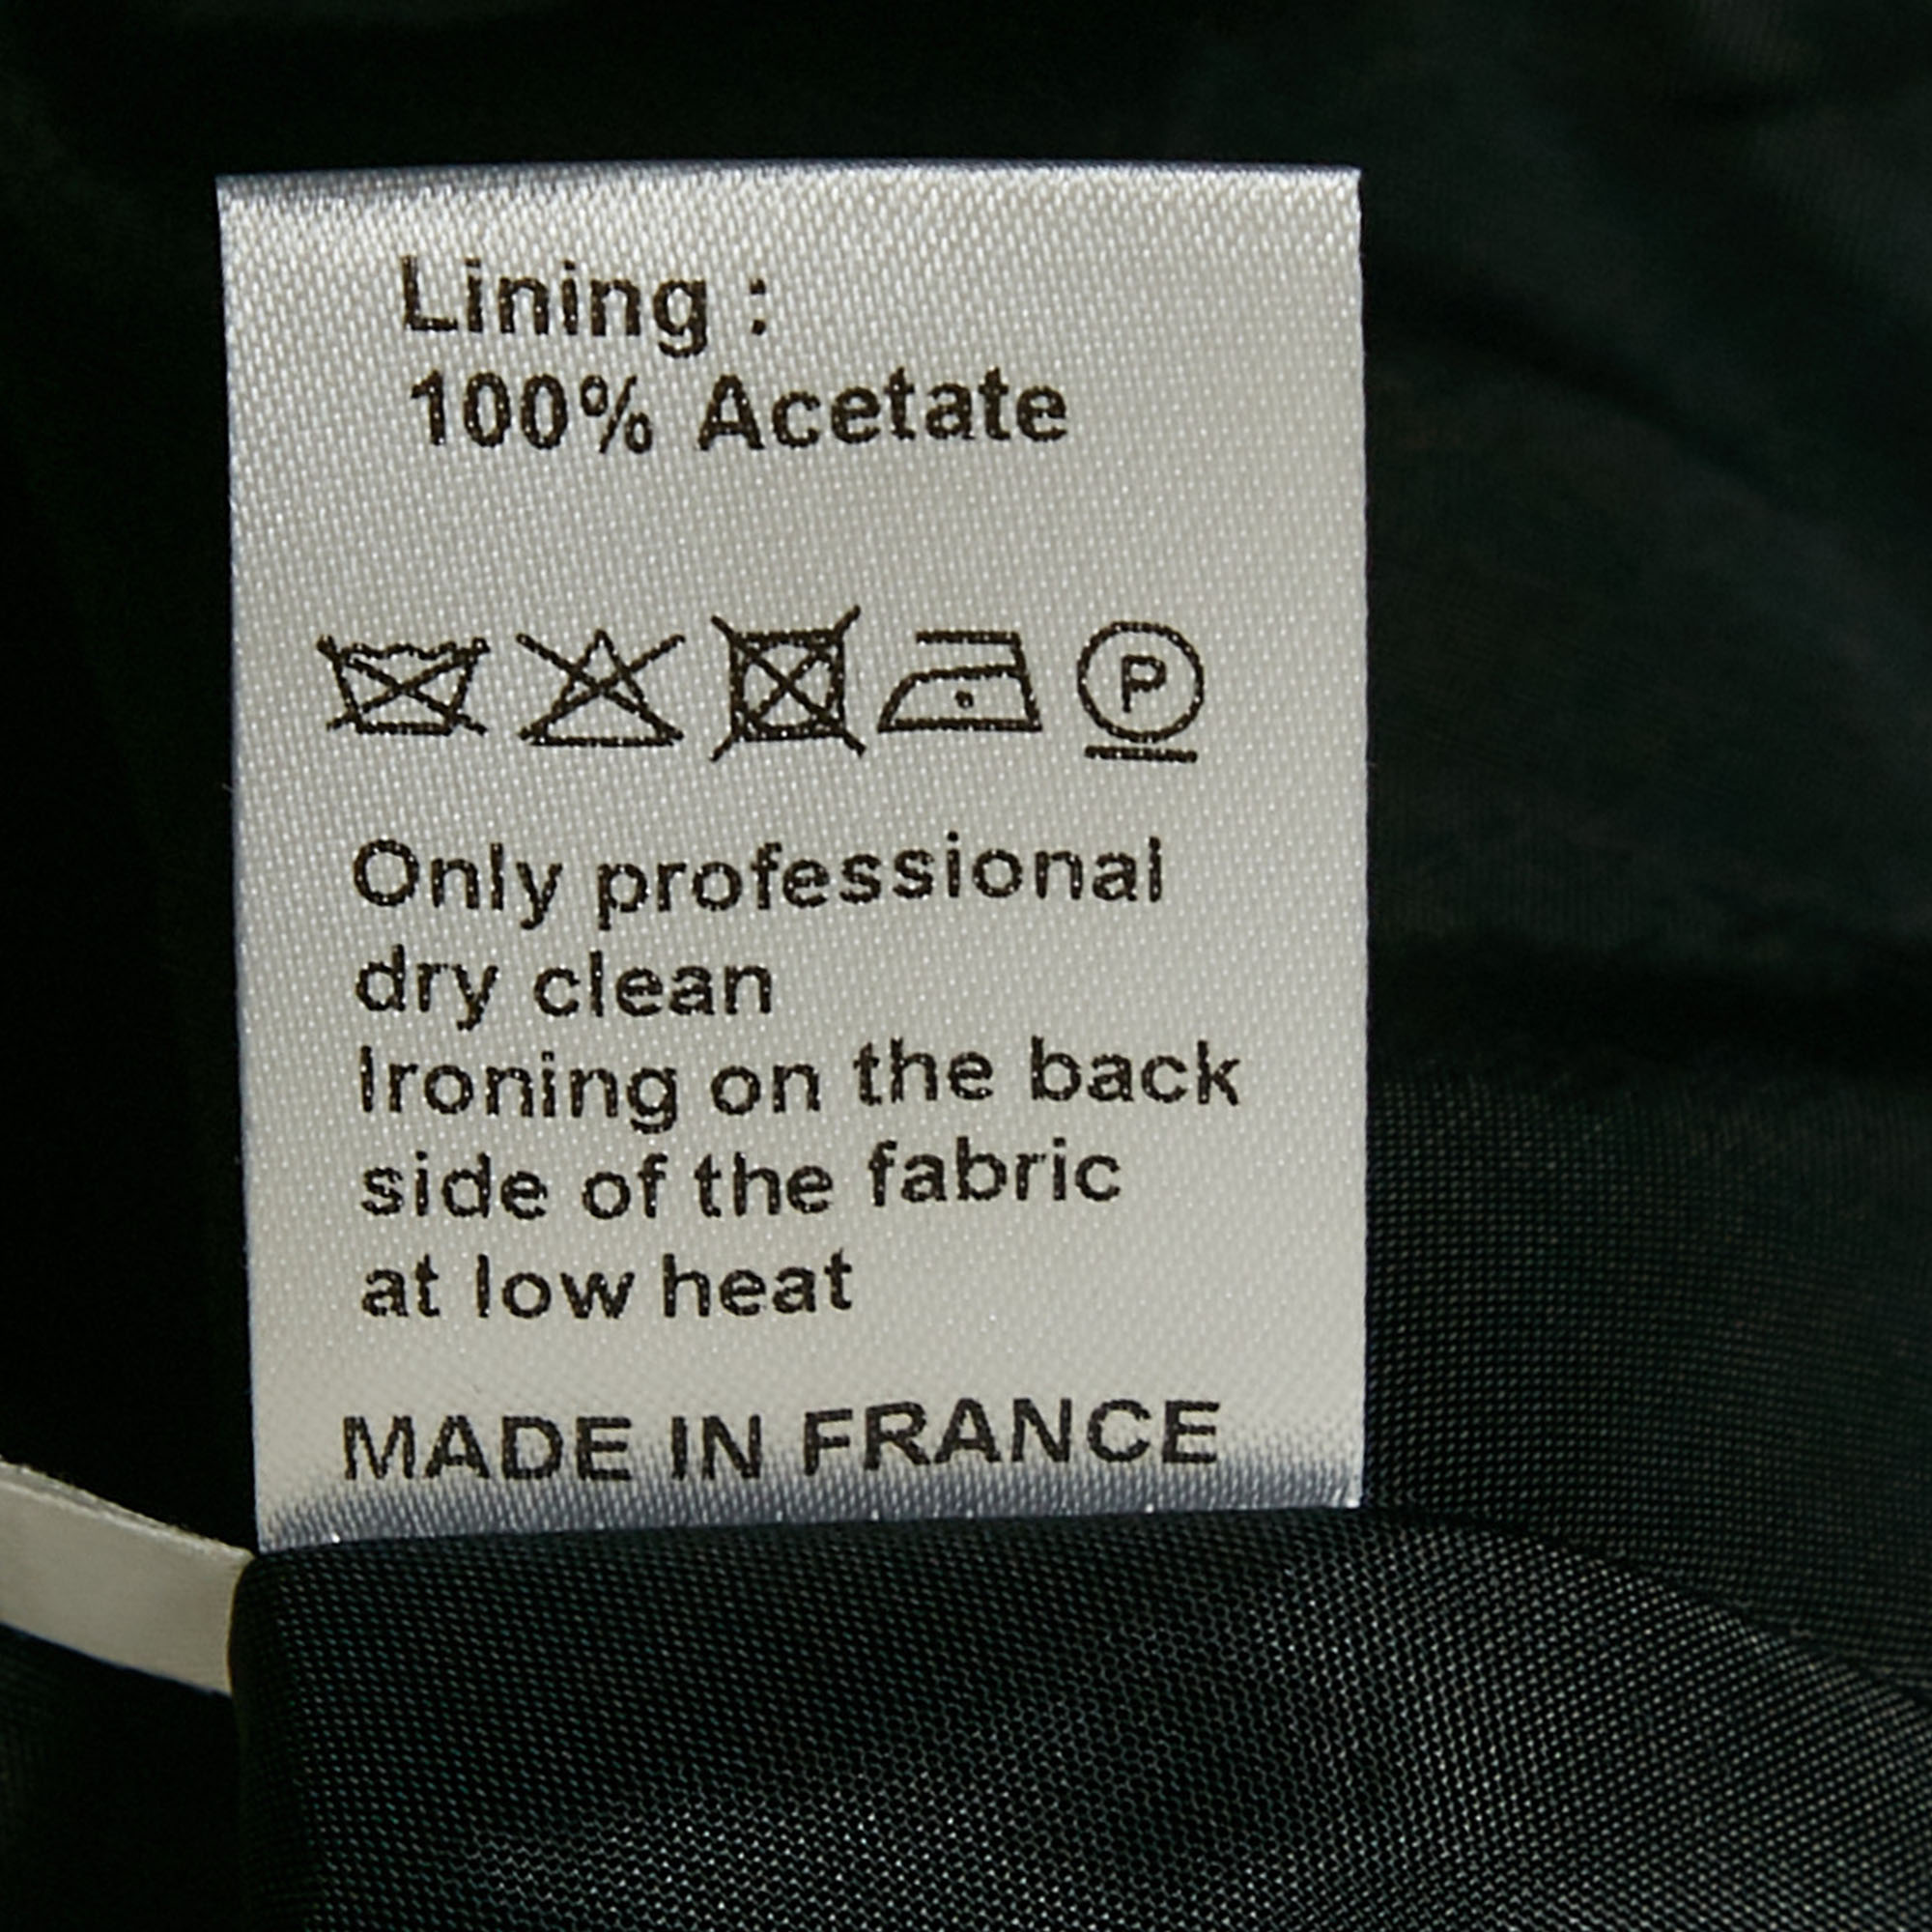 Lining :
100% Acetate
P
Only professional
dry clean
Ironing on the back
side of the fabric
at low heat
MADE IN FRANCE